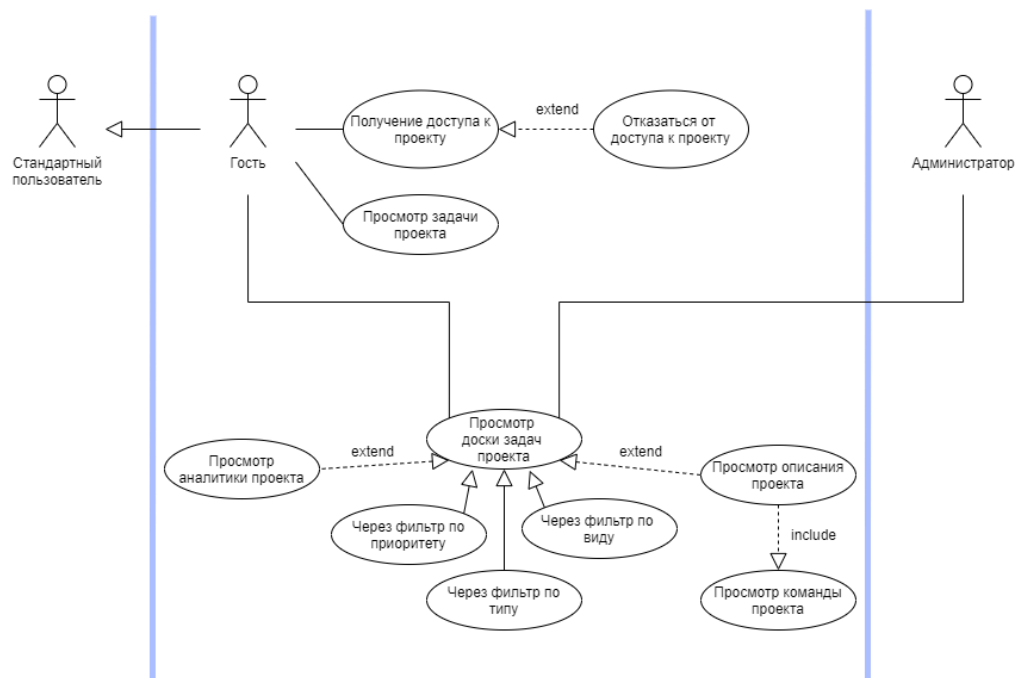 Стандартный
пользователь
Гость
Получение доступа к
проекту
extend
Отказаться от
доступа к проекту
Администратор
Просмотр задачи
проекта
Просмотр
доски задач
проекта
extend
extend
Просмотр
аналитики проекта
Просмотр описания
проекта
Через фильтр по
приоритету
Через фильтр по
виду
include
Через фильтр по
типу
Просмотр команды
проекта